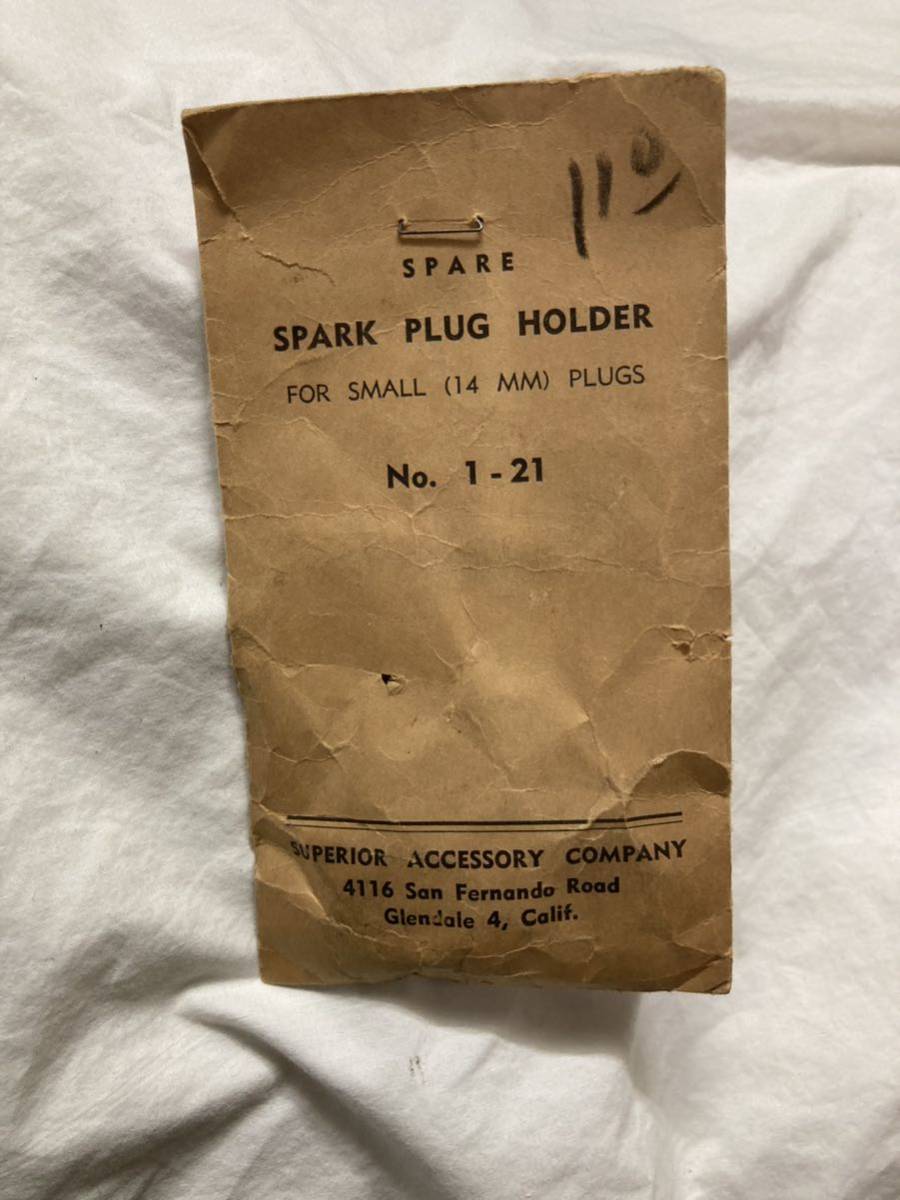 11⁰
SPARE
SPARK PLUG HOLDER
FOR SMALL (14 MM) PLUGS
No. 1-21
SUPERIOR ACCESSORY COMPANY
4116 San Fernando Road
Glendale 4, Calif.